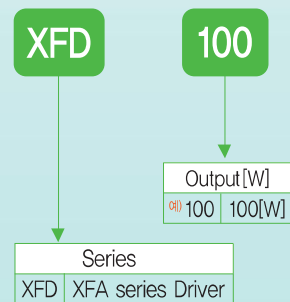 XFD 100
Output[W]
예) 100 100[W]
Series
XFD XFA series Driver